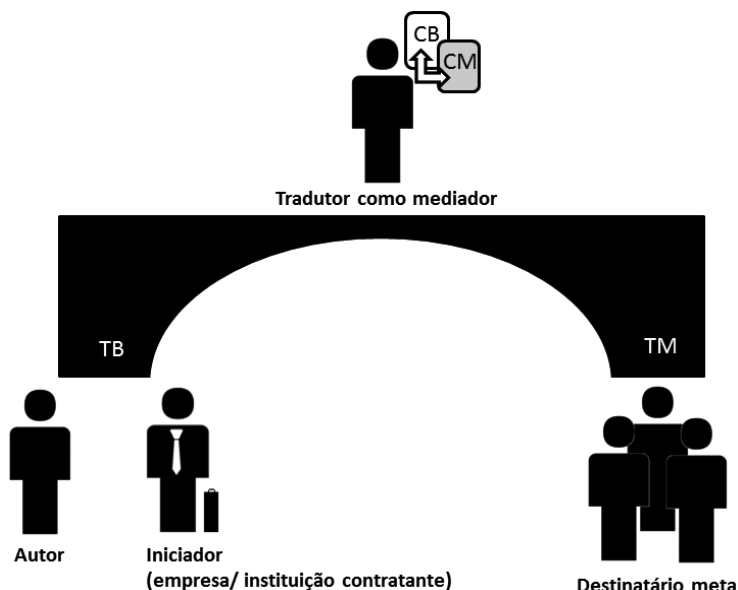 CB
CM
Tradutor como mediador
TB
TM
Autor
Iniciador
(empresa/ instituição contratante)
Destinatário meta